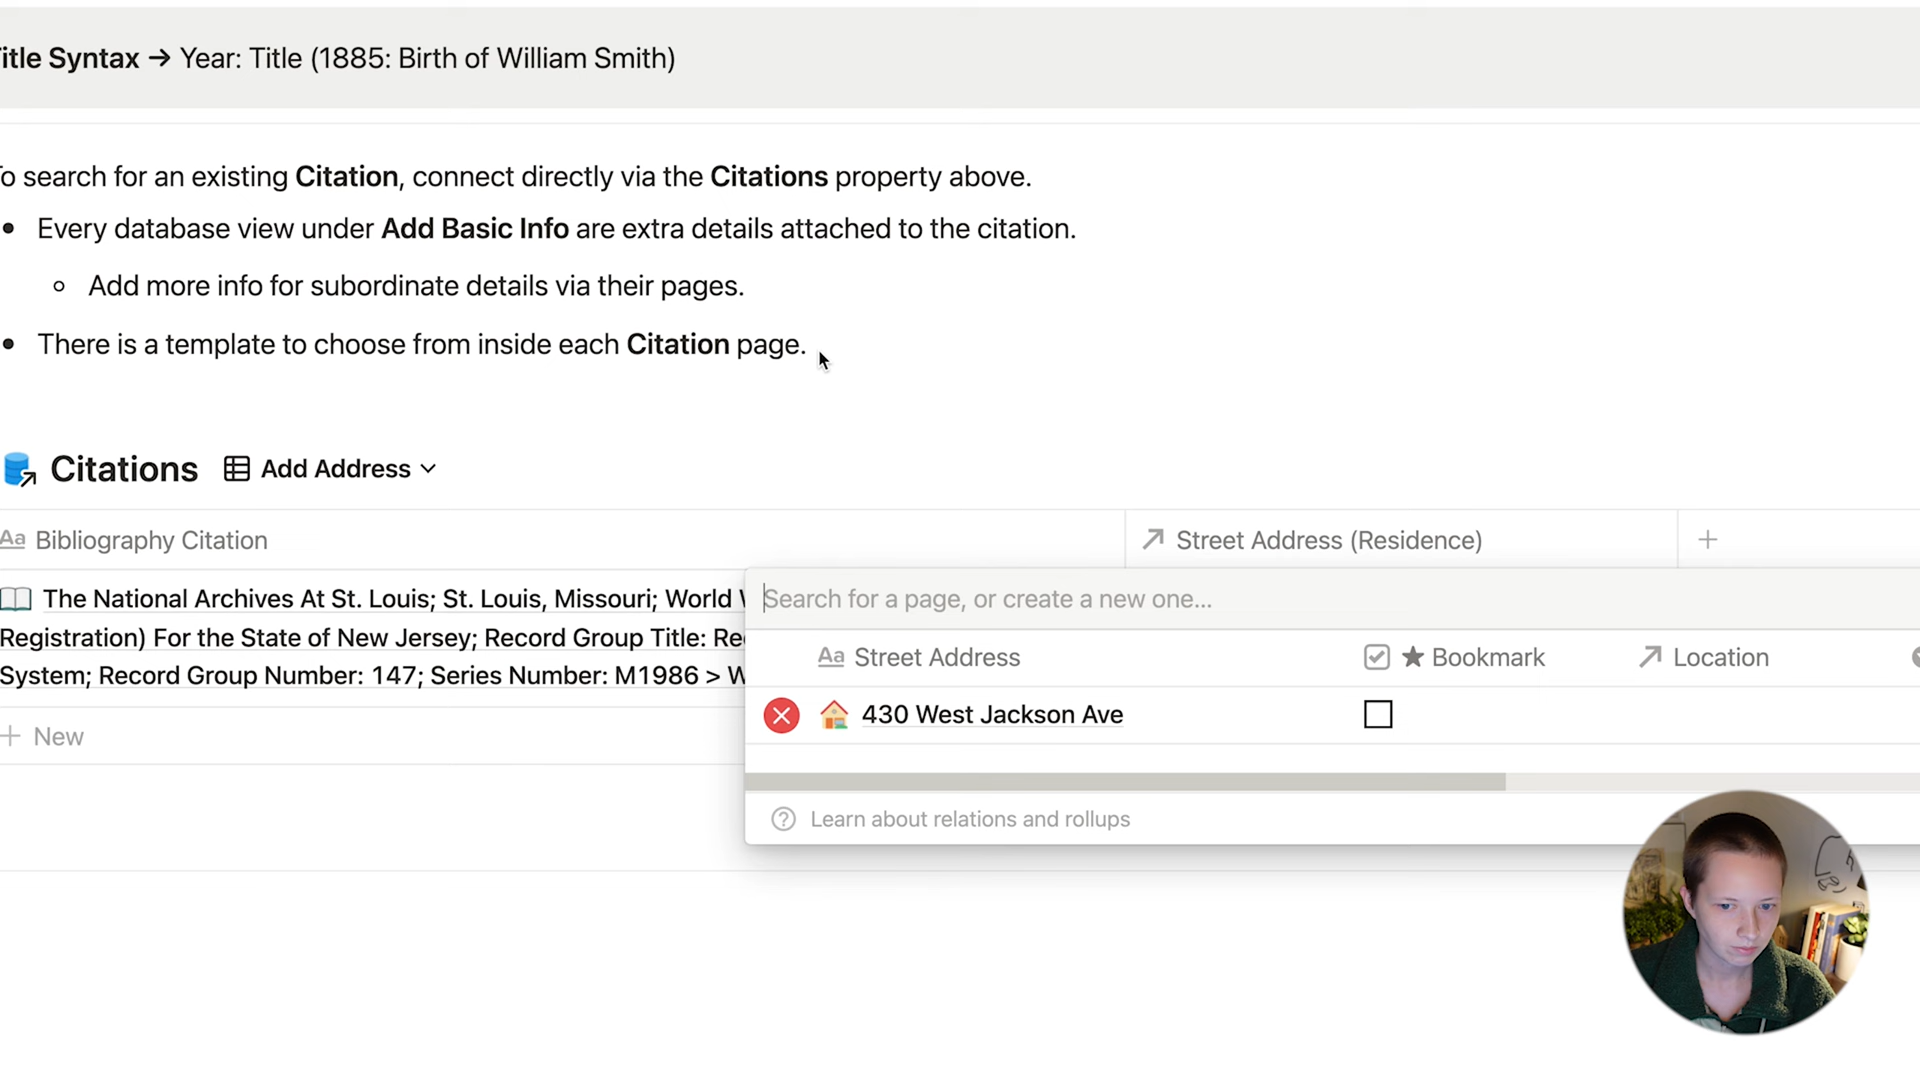 itle Syntax → Year: Title (1885: Birth of William Smith)
o search for an existing Citation, connect directly via the Citations property above.
• Every database view under Add Basic Info are extra details attached to the citation.
◦ Add more info for subordinate details via their pages.
• There is a template to choose from inside each Citation page.
Citations Add Address
Aa Bibliography Citation Street Address (Residence) +
The National Archives At St. Louis; St. Louis, Missouri; World
Registration) For the State of New Jersey; Record Group Title:
System; Record Group Number: 147; Series Number: M1986 >
+ New
Search for a page, or create a new one...
Aa Street Address ★ Bookmark Location
430 West Jackson Ave
Learn about relations and rollups